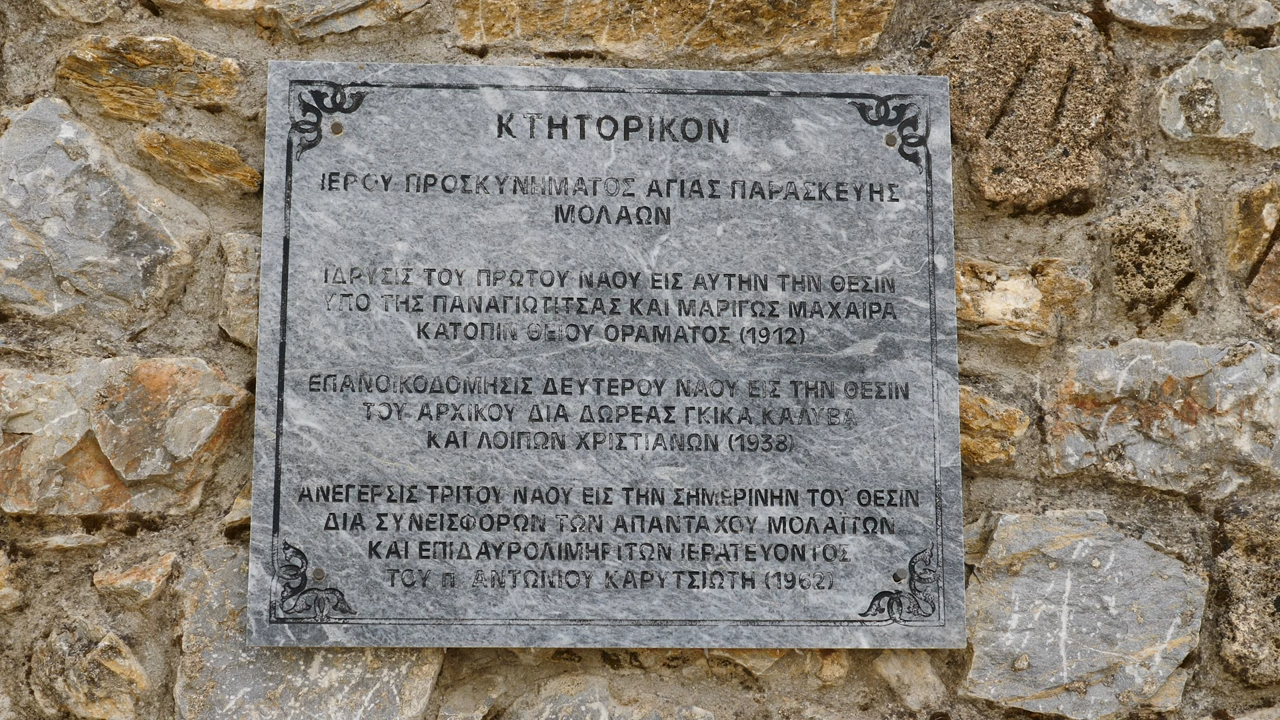 ΚΤΗΤΟΡΙΚΟΝ
ΙΕΡΟΥ ΠΡΟΣΚΥΝΗΜΑΤΟΣ ΑΓΙΑΣ ΠΑΡΑΣΚΕΥΗΣ
ΜΟΛΑΩΝ
ΙΔΡΥΣΙΣ ΤΟΥ ΠΡΩΤΟΥ ΝΑΟΥ ΕΙΣ ΑΥΤΗΝ ΤΗΝ ΘΕΣΙΝ
ΥΠΟ ΤΗΣ ΠΑΝΑΓΙΩΤΙΤΣΑΣ ΚΑΙ ΜΑΡΙΓΩΣ ΜΑΧΑΙΡΑ
ΚΑΤΟΠΙΝ ΘΕΙΟΥ ΟΡΑΜΑΤΟΣ (1912)
ΕΠΑΝΟΙΚΟΔΟΜΗΣΙΣ ΔΕΥΤΕΡΟΥ ΝΑΟΥ ΕΙΣ ΤΗΝ ΘΕΣΙΝ
ΤΟΥ ΑΡΧΙΚΟΥ ΔΙΑ ΔΩΡΕΑΣ ΓΚΙΚΑ ΚΑΛΥΒΑ
ΚΑΙ ΛΟΙΠΩΝ ΧΡΙΣΤΙΑΝΩΝ (1938)
ΑΝΕΓΕΡΣΙΣ ΤΡΙΤΟΥ ΝΑΟΥ ΕΙΣ ΤΗΝ ΣΗΜΕΡΙΝΗΝ ΤΟΥ ΘΕΣΙΝ
ΔΙΑ ΣΥΝΕΙΣΦΟΡΩΝ ΤΩΝ ΑΠΑΝΤΑΧΟΥ ΜΟΛΑΪΤΩΝ
ΚΑΙ ΕΠΙΔΑΥΡΟΛΙΜΗΡΙΤΩΝ ΙΕΡΑΤΕΥΟΝΤΟΣ
ΤΟΥ π. ΑΝΤΩΝΙΟΥ ΚΑΡΥΤΣΙΩΤΗ (1962)